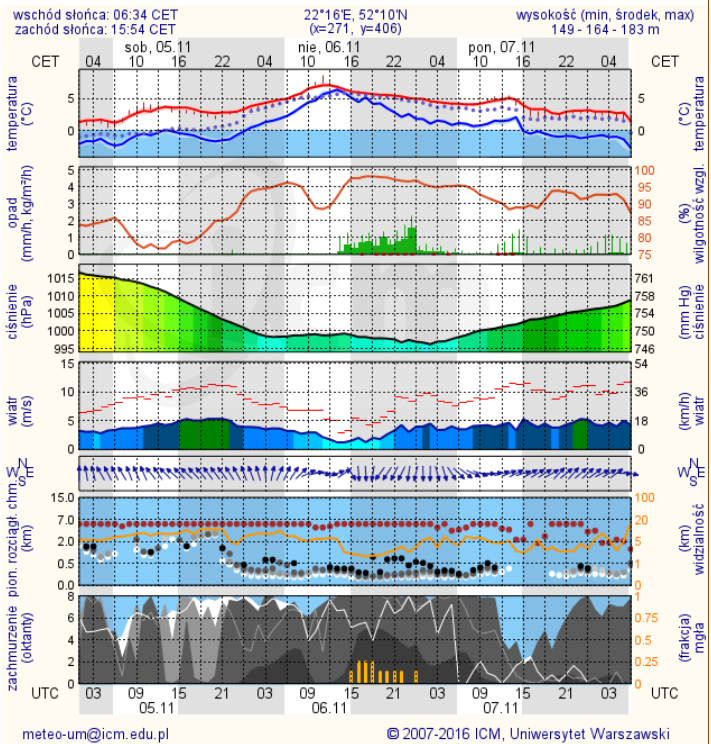 wschód słońca: 06:34 CET 22°16'E, 52°10'N wysokość (min, środek, max)
zachód słońca: 15:54 CET (x=271, y=406) 149 - 164 - 183 m
sob, 05.11 nie, 06.11 pon, 07.11
CET 04 10 16 22 04 10 16 22 04 10 16 22 04 CET
temperatura (°C) 5 0 5 0 (°C) temperatura
opad (mm/h, kg/m²/h) 5 4 3 2 1 0 100 95 90 85 80 75 (%) wilgotność wzgl.
ciśnienie (hPa) 1015 1010 1005 1000 995 761 758 754 750 746 (mm Hg) ciśnienie
wiatr (m/s) 15 10 5 0 54 36 18 0 (km/h) wiatr
N W E S N W E S
pion. rozciągł. chm. (km) 15.0 7.0 2.0 0.5 0.0 100 20 5 1 0 (km) widzialność
zachmurzenie (oktanty) 8 6 4 2 0 1 0.75 0.5 0.25 0 (frakcja) mgła
UTC 03 09 15 21 03 09 15 21 03 09 15 21 03 UTC
05.11 06.11 07.11
meteo-um@icm.edu.pl © 2007-2016 ICM, Uniwersytet Warszawski